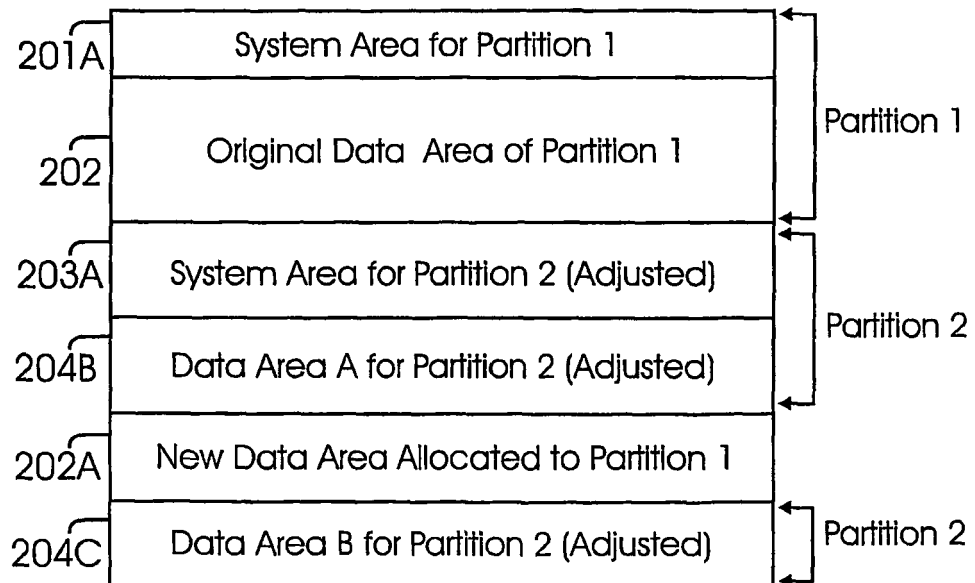 201A System Area for Partition 1
Partition 1
202 Original Data Area of Partition 1
203A System Area for Partition 2 (Adjusted)
Partition 2
204B Data Area A for Partition 2 (Adjusted)
202A New Data Area Allocated to Partition 1
204C Data Area B for Partition 2 (Adjusted) Partition 2